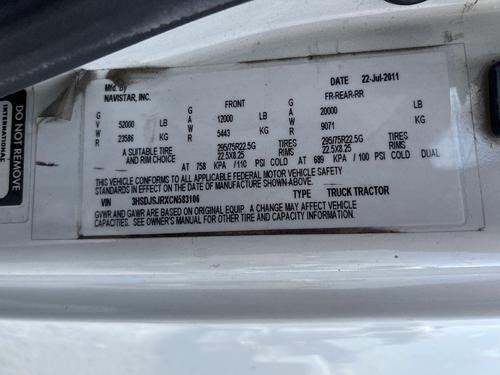 Mfd. By
NAVISTAR, INC.
DATE 22-Jul-2011
G V W R 52000 LB 23586 KG
FRONT
G A W R 12000 LB 5443 KG
FR-REAR-RR
G A W R 20000 LB 9071 KG
A SUITABLE TIRE AND RIM CHOICE
TIRES 295/75R22.5G
RIMS 22.5X8.25
TIRES 295/75R22.5G
RIMS 22.5X8.25
AT 758 KPA /110 PSI COLD AT 689 KPA / 100 PSI COLD DUAL
THIS VEHICLE CONFORMS TO ALL APPLICABLE FEDERAL MOTOR VEHICLE SAFETY
STANDARDS IN EFFECT ON THE DATE OF MANUFACTURE SHOWN-ABOVE.
VIN 3HSDJSJRXCN583106 TYPE TRUCK TRACTOR
GVWR AND GAWR ARE BASED ON ORIGINAL EQUIP. A CHANGE MAY AFFECT VEHICLE
CAPACITIES. SEE OWNER'S MANUAL FOR OTHER TIRE AND CAPACITY CAPACITIES.
DO NOT REMOVE
INTERNATIONAL